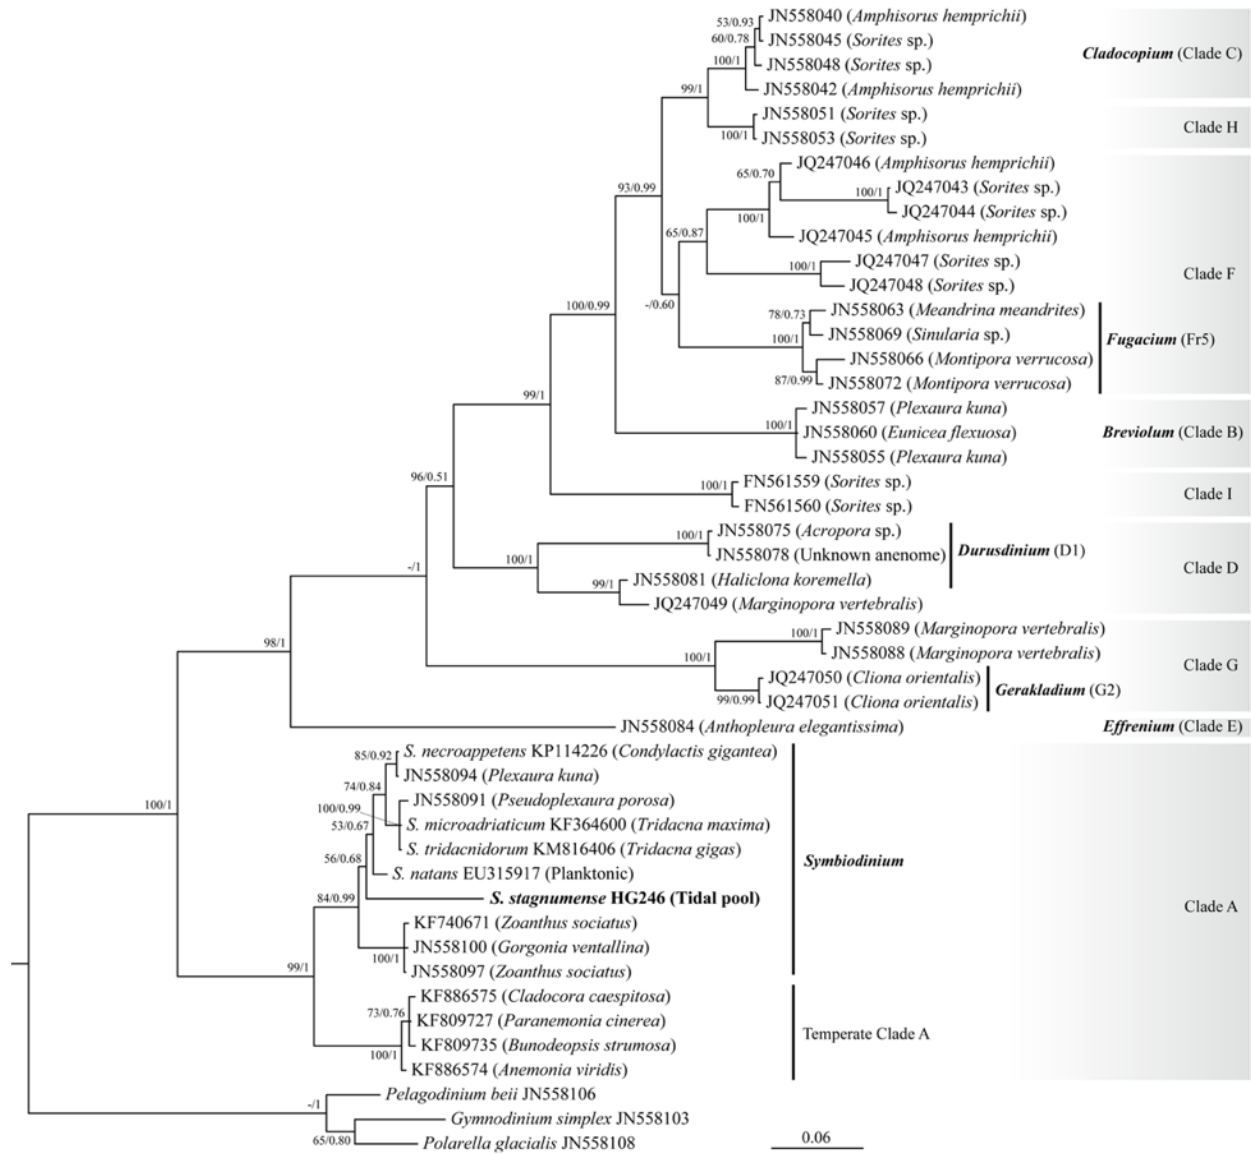 53/0.93
JN558040 (Amphisorus hemprichii)
60/0.78
JN558045 (Sorites sp.)
Cladocopium (Clade C)
100/1
JN558048 (Sorites sp.)
99/1
JN558042 (Amphisorus hemprichii)
JN558051 (Sorites sp.)
Clade H
100/1
JN558053 (Sorites sp.)
JQ247046 (Amphisorus hemprichii)
65/0.70
93/0.99
100/1
JQ247043 (Sorites sp.)
JQ247044 (Sorites sp.)
100/1
65/0.87
JQ247045 (Amphisorus hemprichii)
JQ247047 (Sorites sp.)
100/1
Clade F
JQ247048 (Sorites sp.)
100/0.99
-/0.60
78/0.73
JN558063 (Meandrina meandrites)
100/1
JN558069 (Sinularia sp.)
Fugacium (Fr5)
JN558066 (Montipora verrucosa)
87/0.99
JN558072 (Montipora verrucosa)
99/1
JN558057 (Plexaura kuna)
100/1
JN558060 (Eunicea flexuosa)
Breviolum (Clade B)
JN558055 (Plexaura kuna)
96/0.51
100/1
FN561559 (Sorites sp.)
Clade I
FN561560 (Sorites sp.)
100/1
JN558075 (Acropora sp.)
JN558078 (Unknown anenome)
Durusdinium (D1)
100/1
Clade D
-/1
99/1
JN558081 (Haliclona koremella)
JQ247049 (Marginopora vertebralis)
100/1
JN558089 (Marginopora vertebralis)
98/1
JN558088 (Marginopora vertebralis)
100/1
Clade G
JQ247050 (Cliona orientalis)
99/0.99
JQ247051 (Cliona orientalis)
Gerakladium (G2)
JN558084 (Anthopleura elegantissima)
Effrenium (Clade E)
85/0.92
S. necroappetens KP114226 (Condylactis gigantea)
JN558094 (Plexaura kuna)
74/0.84
100/1
100/0.99
JN558091 (Pseudoplexaura porosa)
53/0.67
S. microadriaticum KF364600 (Tridacna maxima)
S. tridacnidorum KM816406 (Tridacna gigas)
Symbiodinium
56/0.68
S. natans EU315917 (Planktonic)
84/0.99
S. stagnumense HG246 (Tidal pool)
Clade A
KF740671 (Zoanthus sociatus)
JN558100 (Gorgonia ventallina)
100/1
99/1
JN558097 (Zoanthus sociatus)
KF886575 (Cladocora caespitosa)
73/0.76
KF809727 (Paranemonia cinerea)
Temperate Clade A
KF809735 (Bunodeopsis strumosa)
100/1
KF886574 (Anemonia viridis)
Pelagodinium beii JN558106
-/1
Gymnodinium simplex JN558103
65/0.80
Polarella glacialis JN558108
0.06